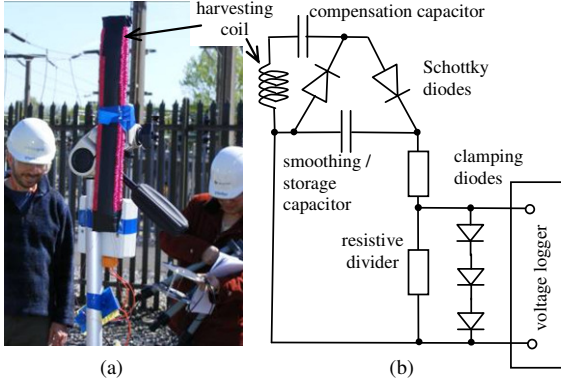 harvesting
coil
compensation capacitor
Schottky
diodes
smoothing /
storage
capacitor
clamping
diodes
resistive
divider
voltage logger
(a)
(b)